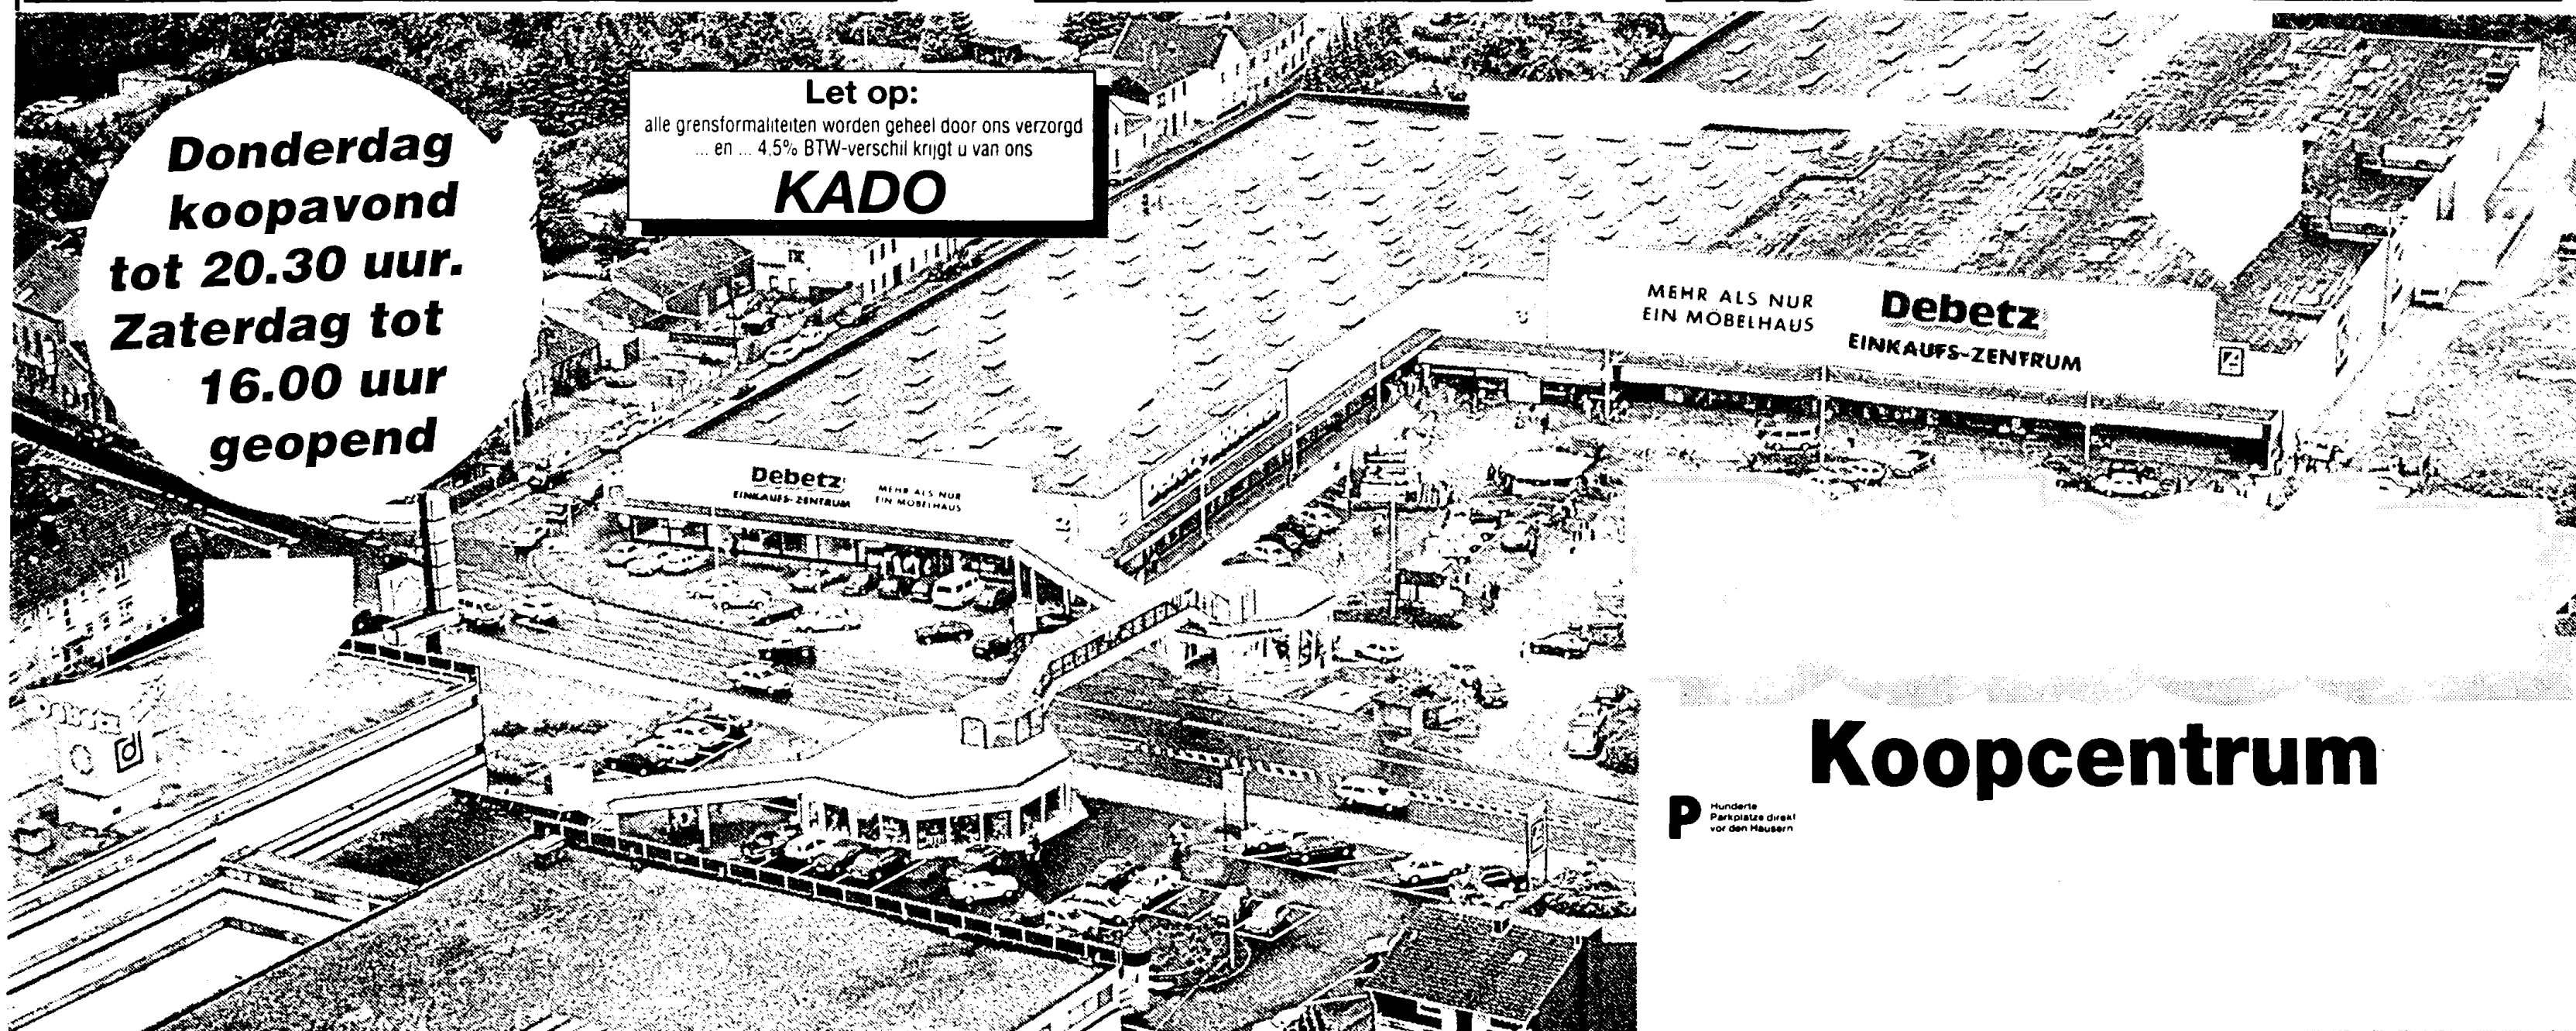 Donderdag
koopavond
tot 20.30 uur.
Zaterdag tot
16.00 uur
geopend
Let op:
alle grensformaliteiten worden geheel door ons verzorgd
... en ... 4,5% BTW-verschil krijgt u van ons
KADO
MEHR ALS NUR
EIN MÖBELHAUS
Debetz
EINKAUFS-ZENTRUM
Debetz
EINKAUFS-ZENTRUM
MEHR ALS NUR
EIN MÖBELHAUS
Koopcentrum
P
Hunderte
Parkplätze direkt
vor den Häusern